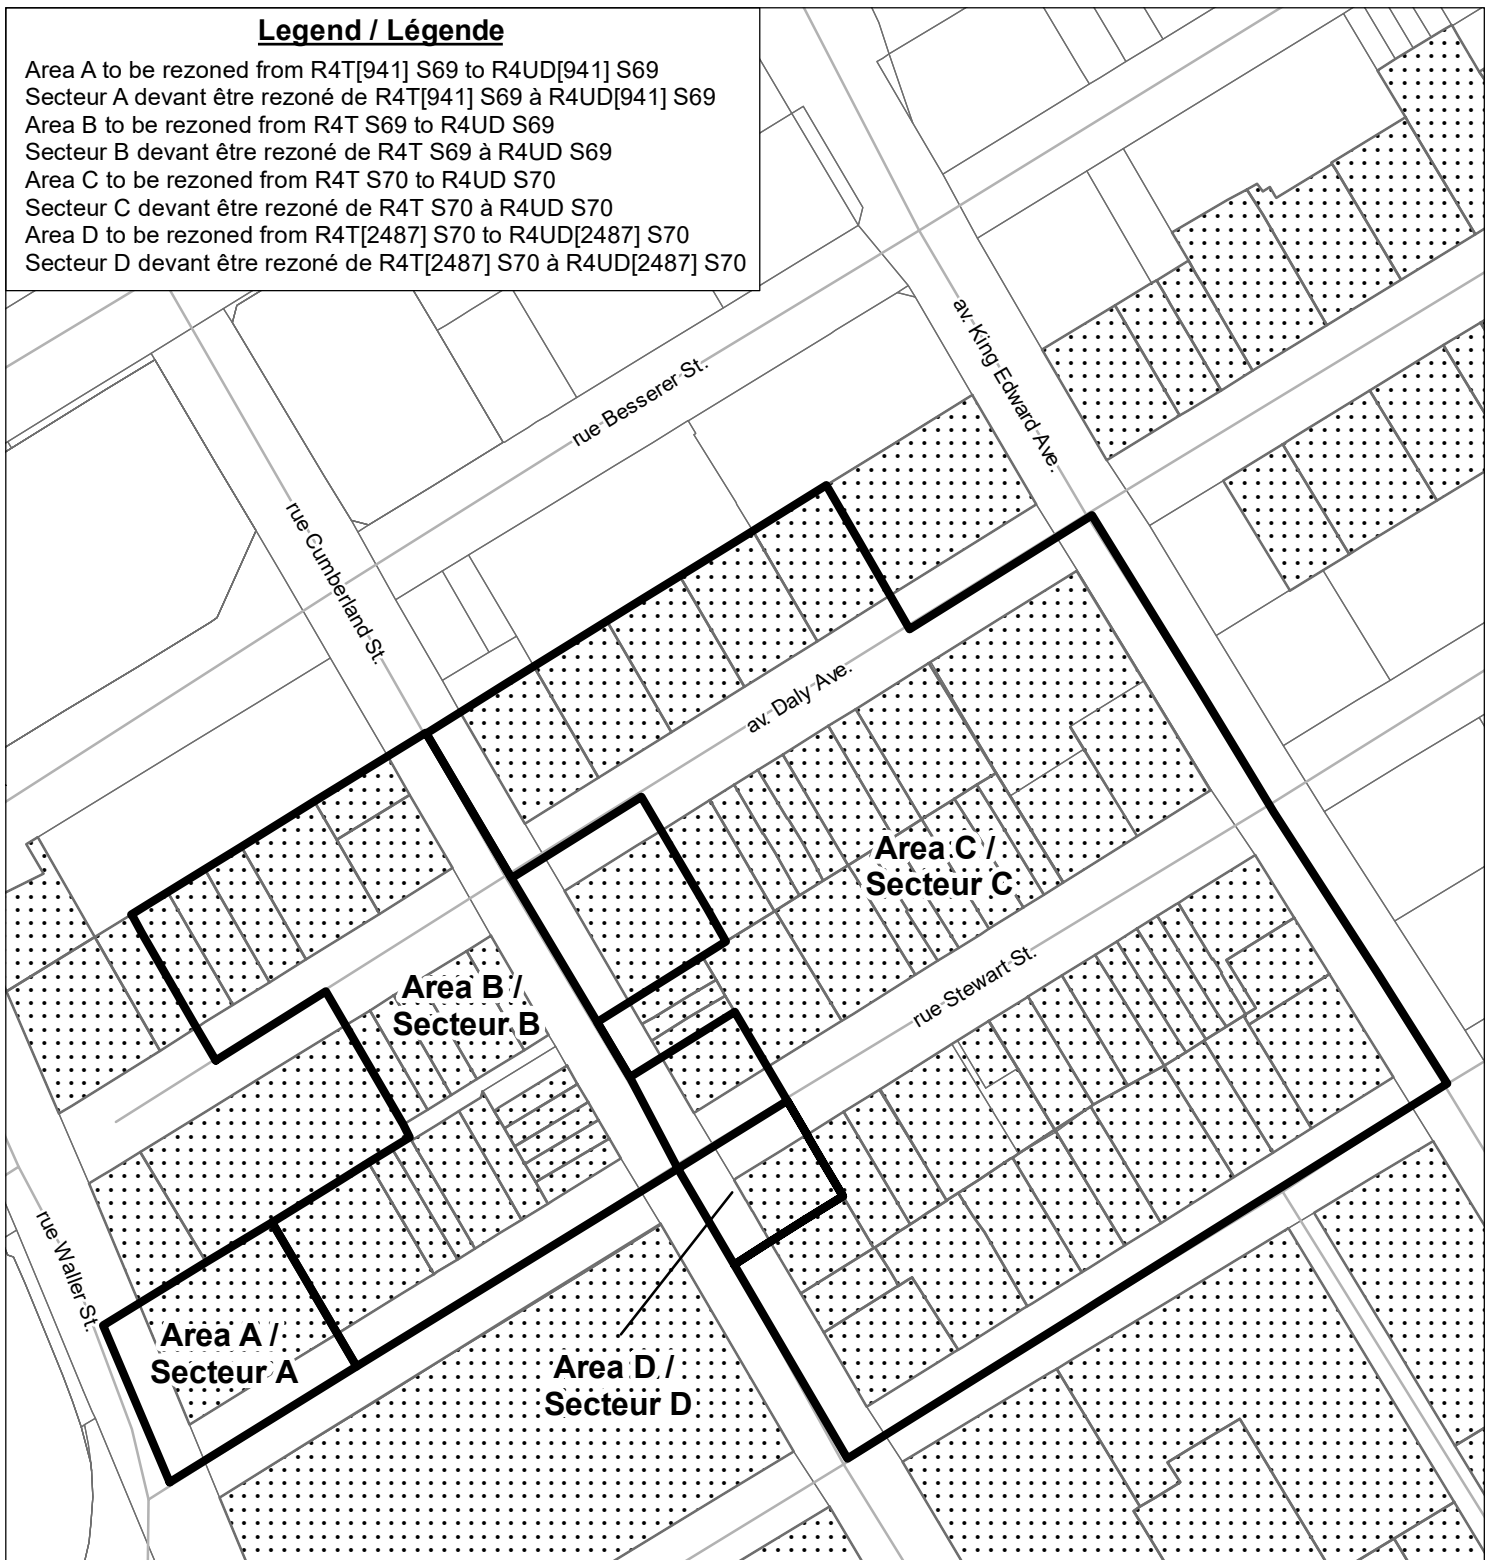 Legend / Légende
Area A to be rezoned from R4T[941] S69 to R4UD[941] S69
Secteur A devant être rezoné de R4T[941] S69 à R4UD[941] S69
Area B to be rezoned from R4T S69 to R4UD S69
Secteur B devant être rezoné de R4T S69 à R4UD S69
Area C to be rezoned from R4T S70 to R4UD S70
Secteur C devant être rezoné de R4T S70 à R4UD S70
Area D to be rezoned from R4T[2487] S70 to R4UD[2487] S70
Secteur D devant être rezoné de R4T[2487] S70 à R4UD[2487] S70
av. King Edward Ave.
rue Besserer St.
rue Cumberland St.
av. Daly Ave.
Area C /
Secteur C
rue Stewart St.
Area B /
Secteur B
rue Waller St.
Area A /
Secteur A
Area D /
Secteur D